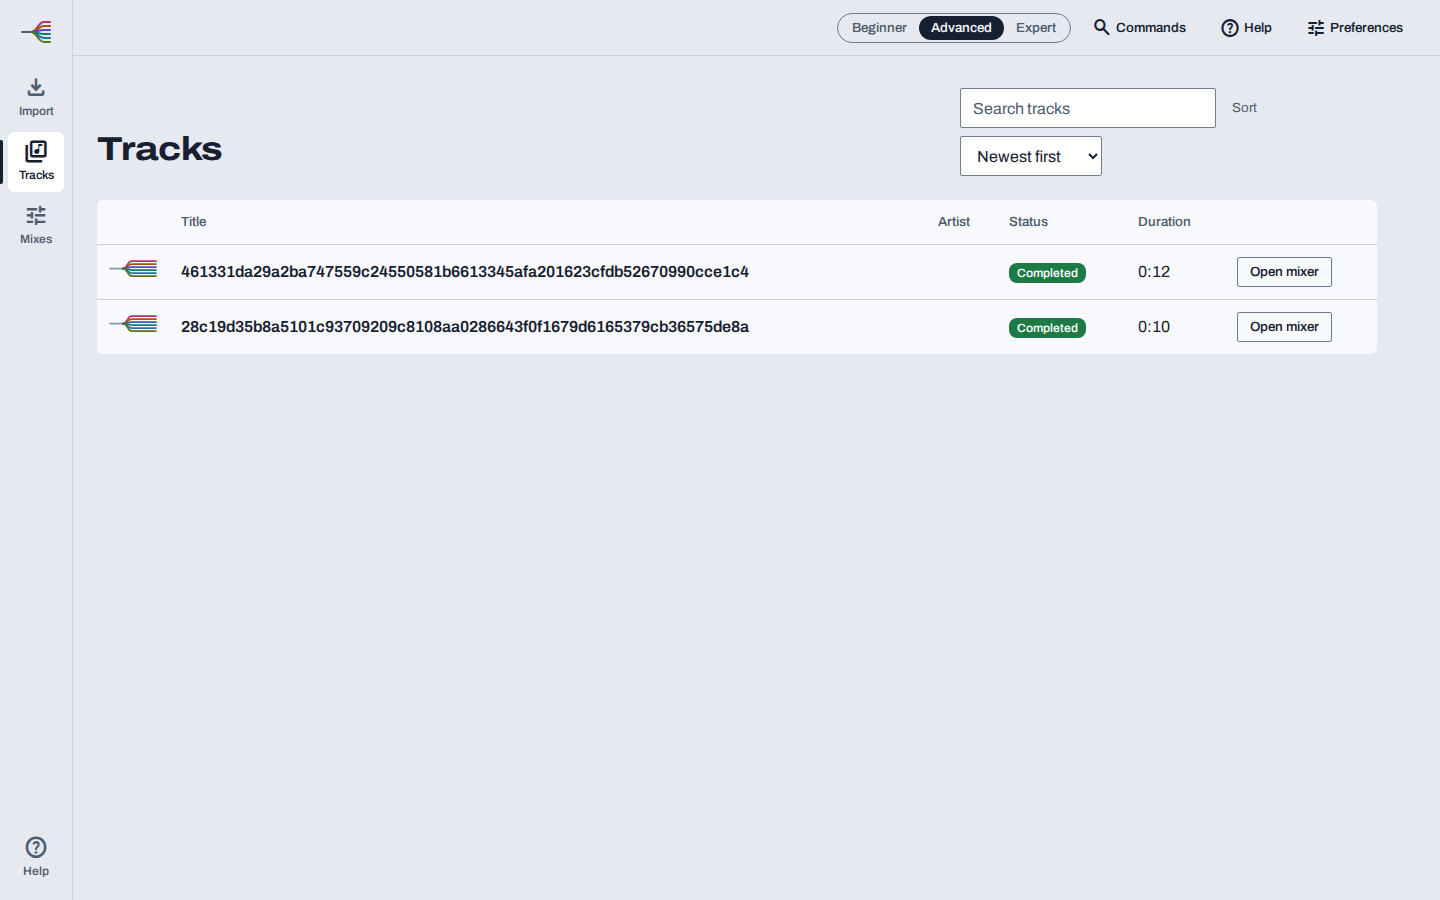 Beginner Advanced Expert Commands Help Preferences
Import
Tracks
Mixes
Help
Tracks
Search tracks Sort
Newest first
Title Artist Status Duration
461331da29a2ba747559c24550581b6613345afa201623cfdb52670990cce1c4 Completed 0:12 Open mixer
28c19d35b8a5101c93709209c8108aa0286643f0f1679d6165379cb36575de8a Completed 0:10 Open mixer